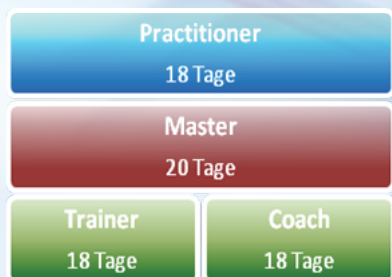 Practitioner
18 Tage
Master
20 Tage
Trainer
18 Tage
Coach
18 Tage